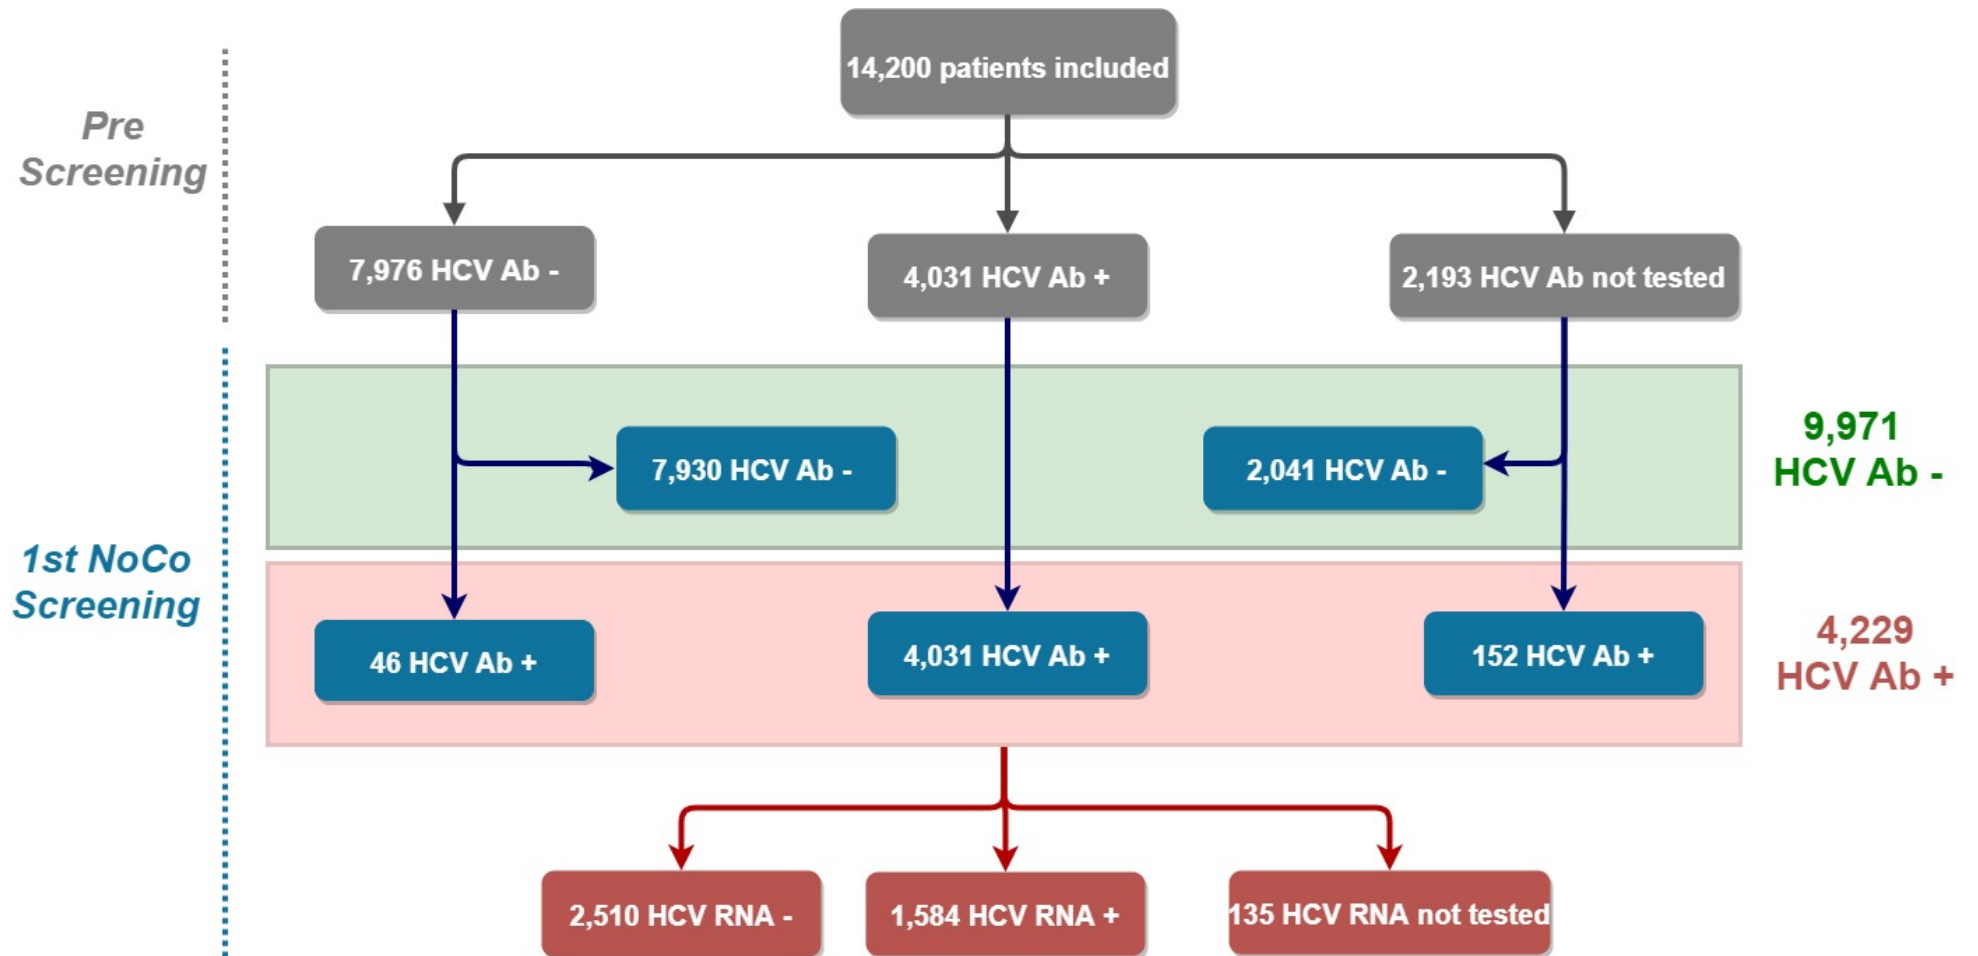 14,200 patients included
Pre
Screening
7,976 HCV Ab -
4,031 HCV Ab +
2,193 HCV Ab not tested
7,930 HCV Ab -
2,041 HCV Ab -
9,971
HCV Ab -
1st NoCo
Screening
46 HCV Ab +
4,031 HCV Ab +
152 HCV Ab +
4,229
HCV Ab +
2,510 HCV RNA -
1,584 HCV RNA +
135 HCV RNA not tested